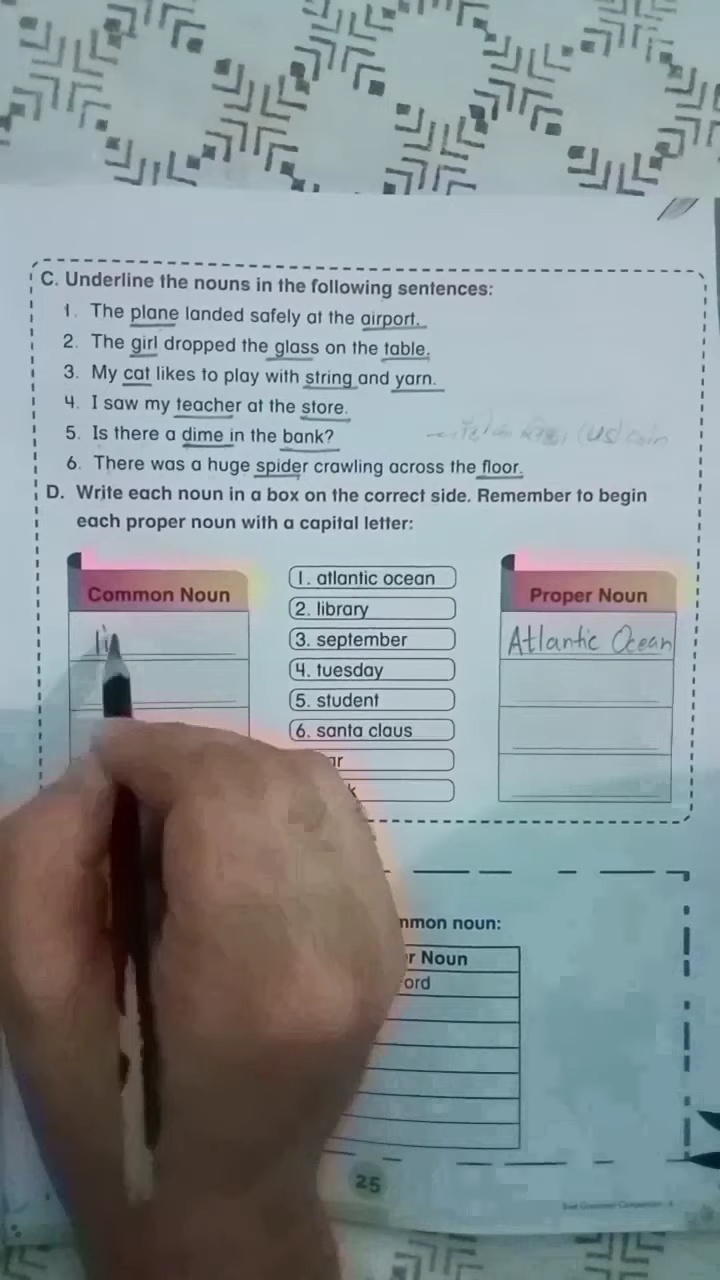 C. Underline the nouns in the following sentences:
1. The plane landed safely at the airport.
2. The girl dropped the glass on the table.
3. My cat likes to play with string and yarn.
4. I saw my teacher at the store.
5. Is there a dime in the bank?
(US) coin
6. There was a huge spider crawling across the floor.
D. Write each noun in a box on the correct side. Remember to begin
each proper noun with a capital letter:
Common Noun
li
1. atlantic ocean
2. library
3. september
4. tuesday
5. student
6. santa claus
Proper Noun
Atlantic Ocean
mmon noun:
r Noun
ord
25